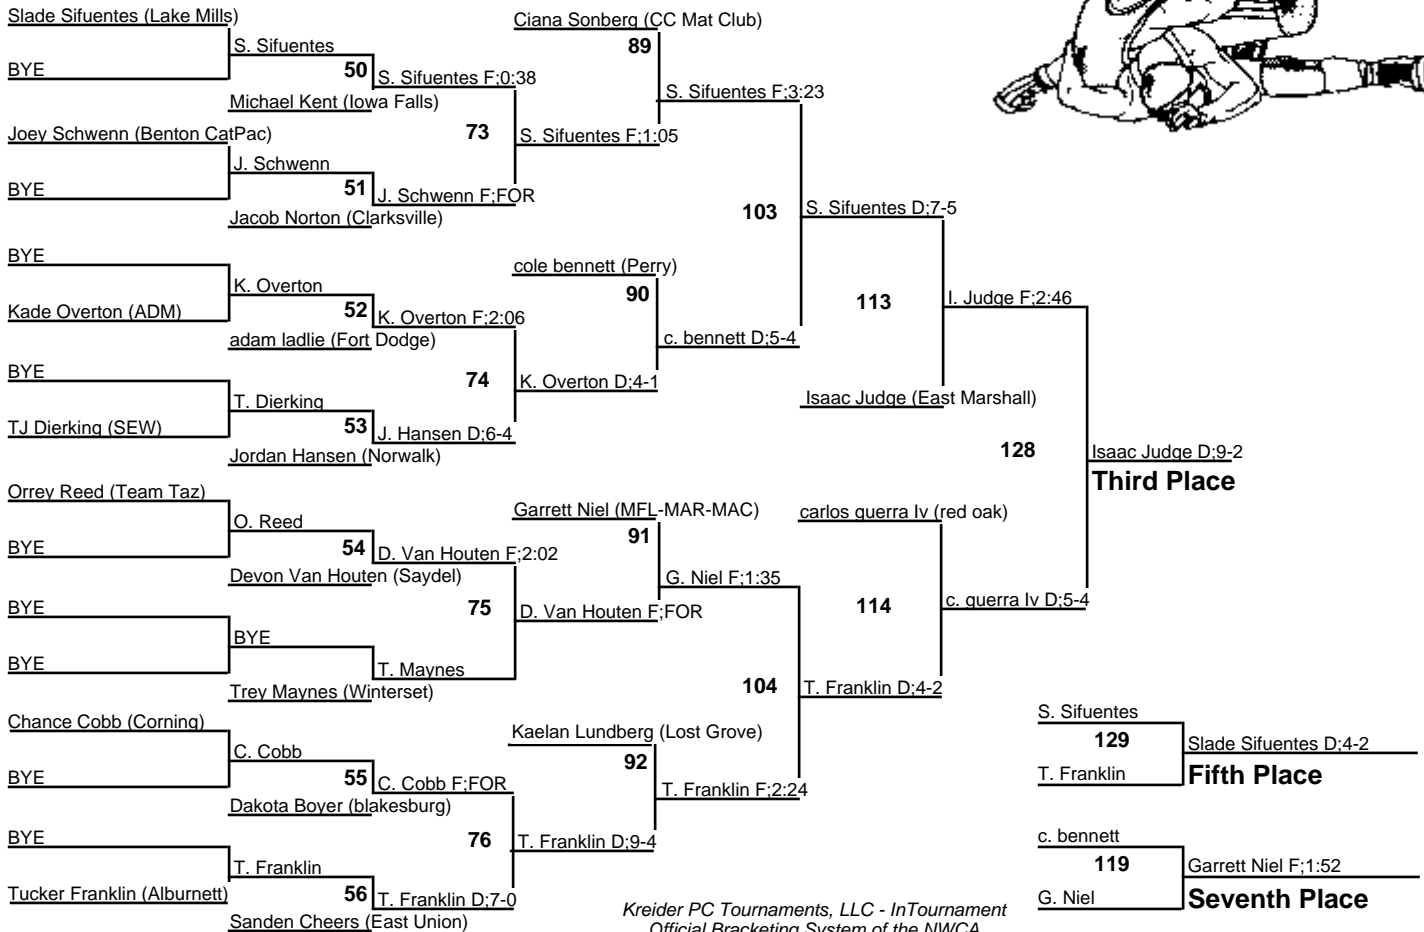 Slade Sifuentes (Lake Mills)
BYE
S. Sifuentes
50
S. Sifuentes F;0:38
Michael Kent (Iowa Falls)
Joey Schwenn (Benton CatPac)
BYE
J. Schwenn
51
J. Schwenn F;FOR
Jacob Norton (Clarksville)
73
S. Sifuentes F;1:05
Ciana Sonberg (CC Mat Club)
89
S. Sifuentes F;3:23
BYE
Kade Overton (ADM)
K. Overton
52
K. Overton F;2:06
adam ladlie (Fort Dodge)
BYE
TJ Dierking (SEW)
T. Dierking
53
J. Hansen D;6-4
Jordan Hansen (Norwalk)
74
K. Overton D;4-1
cole bennett (Perry)
90
c. bennett D;5-4
103
S. Sifuentes D;7-5
113
I. Judge F;2:46
Isaac Judge (East Marshall)
128
Isaac Judge D;9-2
Third Place
Orrey Reed (Team Taz)
BYE
O. Reed
54
D. Van Houten F;2:02
Devon Van Houten (Saydel)
BYE
BYE
BYE
T. Maynes
Trey Maynes (Winterset)
75
D. Van Houten F;FOR
Garrett Niel (MFL-MAR-MAC)
91
G. Niel F;1:35
carlos guerra Iv (red oak)
114
c. guerra Iv D;5-4
104
T. Franklin D;4-2
Chance Cobb (Corning)
BYE
C. Cobb
55
C. Cobb F;FOR
Dakota Boyer (blakesburg)
BYE
Tucker Franklin (Alburnett)
T. Franklin
56
T. Franklin D;7-0
Sanden Cheers (East Union)
76
T. Franklin D;9-4
Kaelan Lundberg (Lost Grove)
92
T. Franklin F;2:24
S. Sifuentes
129
T. Franklin
Slade Sifuentes D;4-2
Fifth Place
c. bennett
119
G. Niel
Garrett Niel F;1:52
Seventh Place
Kreider PC Tournaments, LLC - InTournament
Official Bracketing System of the NWCA